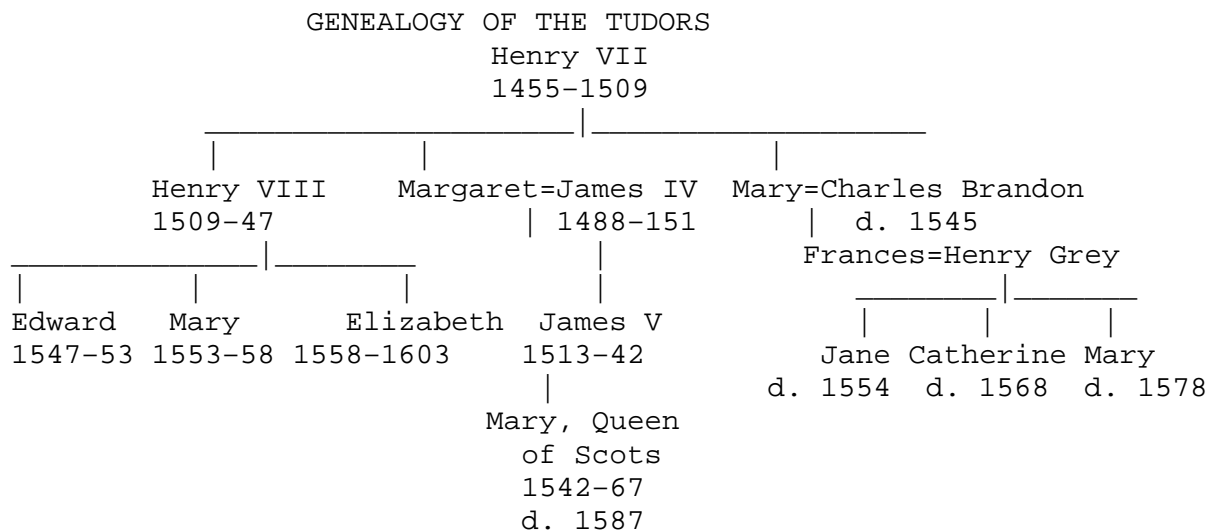 GENEALOGY OF THE TUDORS
Henry VII
1455-1509
Henry VIII Margaret=James IV Mary=Charles Brandon
1509-47 1488-151 d. 1545
Frances=Henry Grey
Edward Mary Elizabeth James V
1547-53 1553-58 1558-1603 1513-42
Jane Catherine Mary
d. 1554 d. 1568 d. 1578
Mary, Queen
of Scots
1542-67
d. 1587